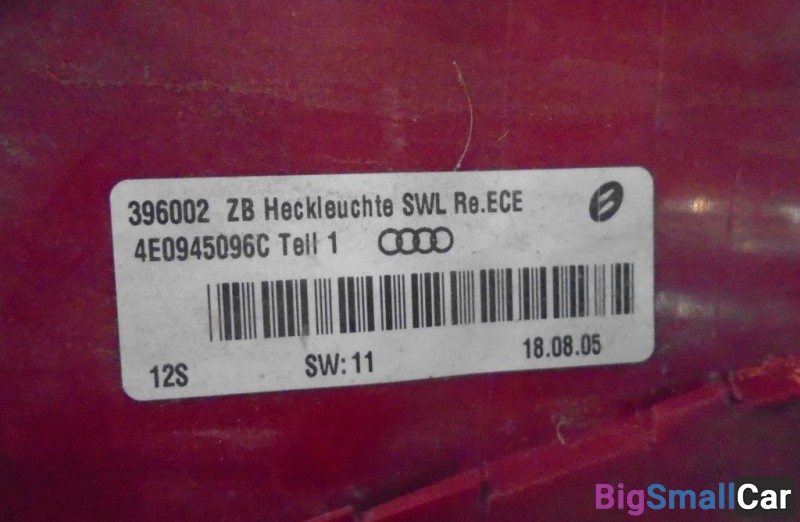 396002 ZB Heckleuchte SWL Re.ECE
4E0945096C Teil 1
12S SW: 11 18.08.05
BigSmallCar